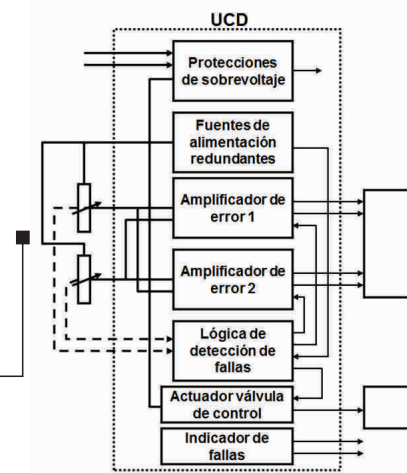 UCD
Protecciones
de sobrevoltaje
Fuentes de
alimentación
redundantes
Amplificador de
error 1
Amplificador de
error 2
Lógica de
detección de
fallas
Actuador válvula
de control
Indicador de
fallas